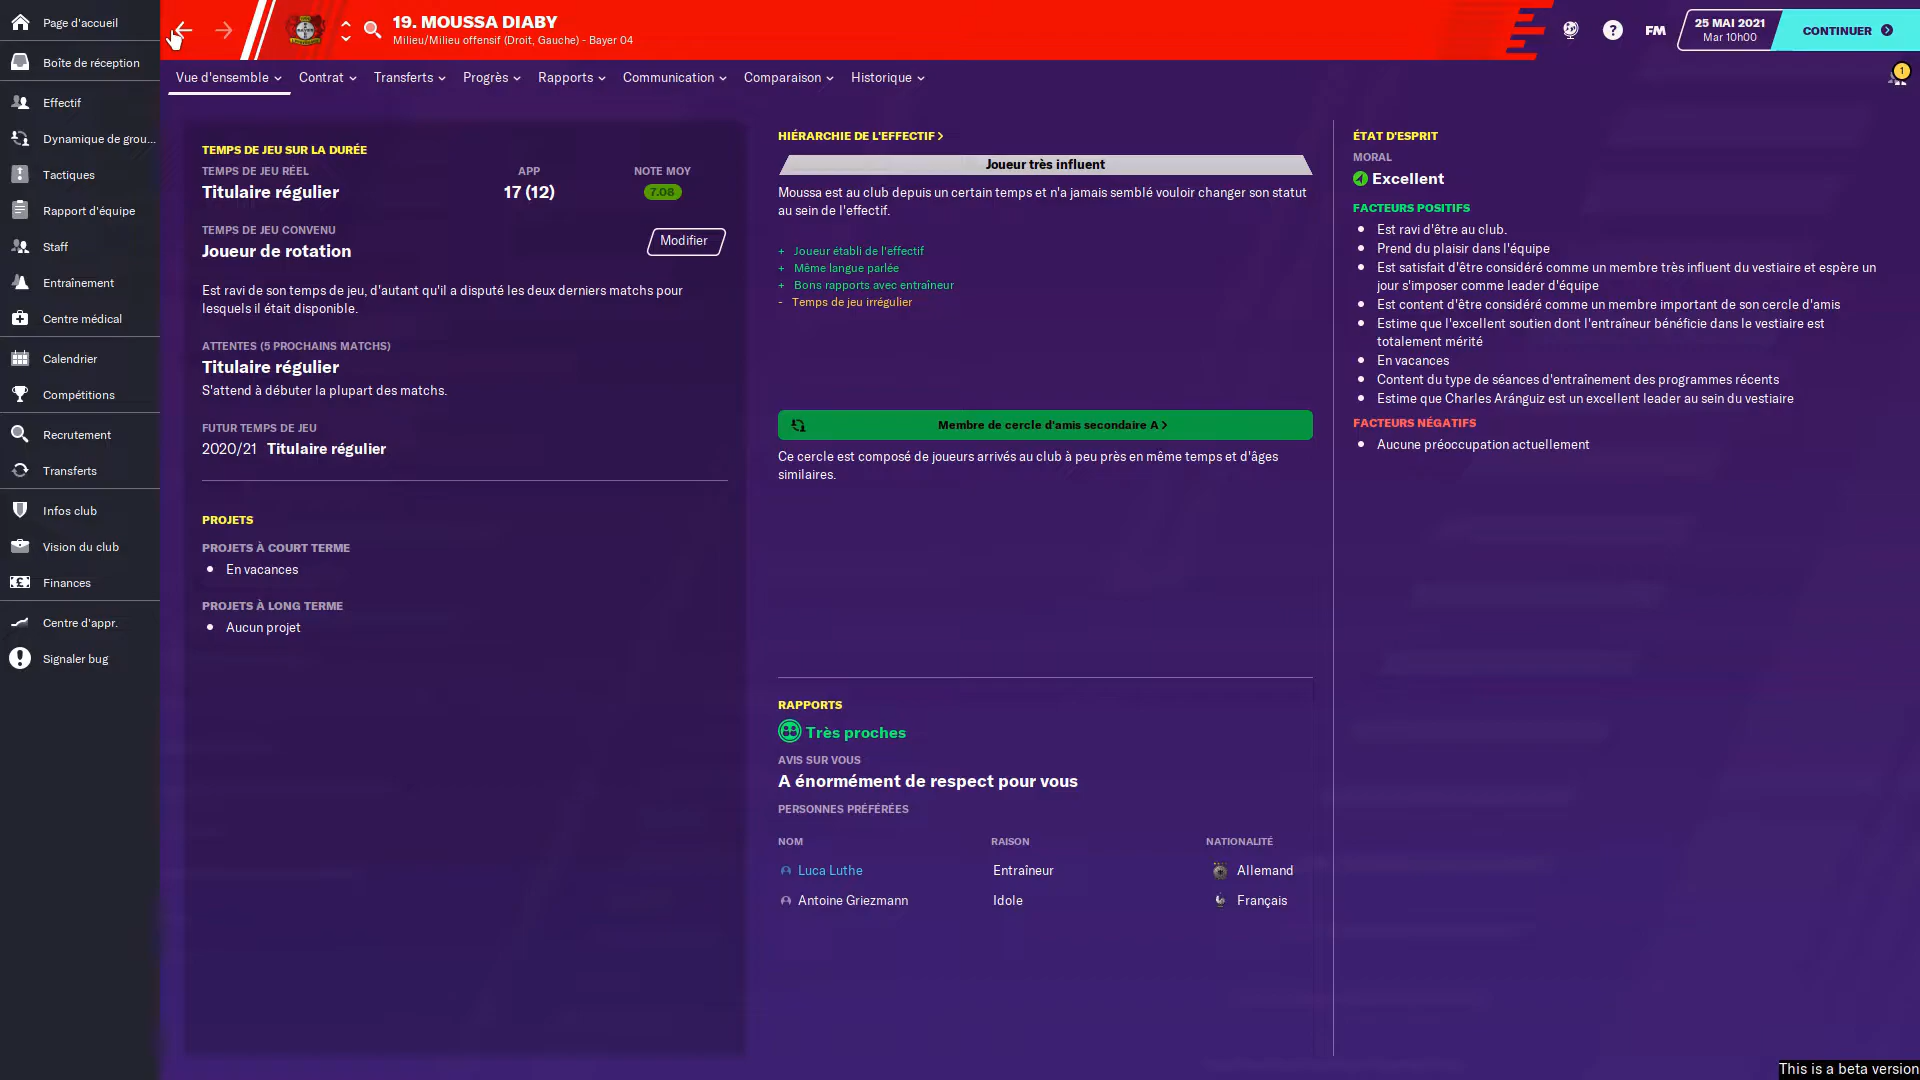 Page d'accueil
Boîte de réception
Effectif
Dynamique de grou...
Tactiques
Rapport d'équipe
Staff
Entraînement
Centre médical
Calendrier
Compétitions
Recrutement
Transferts
Infos club
Vision du club
Finances
Centre d'appr.
Signaler bug
19. MOUSSA DIABY
Milieu/Milieu offensif (Droit, Gauche) - Bayer 04
FM
25 MAI 2021
Mar 10h00
CONTINUER
Vue d'ensemble
Contrat
Transferts
Progrès
Rapports
Communication
Comparaison
Historique
1
TEMPS DE JEU SUR LA DURÉE
TEMPS DE JEU RÉEL APP NOTE MOY
Titulaire régulier 17 (12) 7.08
TEMPS DE JEU CONVENU
Joueur de rotation
Modifier
Est ravi de son temps de jeu, d'autant qu'il a disputé les deux derniers matchs pour
lesquels il était disponible.
ATTENTES (5 PROCHAINS MATCHS)
Titulaire régulier
S'attend à débuter la plupart des matchs.
FUTUR TEMPS DE JEU
2020/21 Titulaire régulier
PROJETS
PROJETS À COURT TERME
En vacances
PROJETS À LONG TERME
Aucun projet
HIÉRARCHIE DE L'EFFECTIF
Joueur très influent
Moussa est au club depuis un certain temps et n'a jamais semblé vouloir changer son statut
au sein de l'effectif.
+ Joueur établi de l'effectif
+ Même langue parlée
+ Bons rapports avec entraîneur
- Temps de jeu irrégulier
Membre de cercle d'amis secondaire A
Ce cercle est composé de joueurs arrivés au club à peu près en même temps et d'âges
similaires.
RAPPORTS
Très proches
AVIS SUR VOUS
A énormément de respect pour vous
PERSONNES PRÉFÉRÉES
NOM RAISON NATIONALITÉ
Luca Luthe Entraîneur Allemand
Antoine Griezmann Idole Français
ÉTAT D'ESPRIT
MORAL
Excellent
FACTEURS POSITIFS
Est ravi d'être au club.
Prend du plaisir dans l'équipe
Est satisfait d'être considéré comme un membre très influent du vestiaire et espère un
jour s'imposer comme leader d'équipe
Est content d'être considéré comme un membre important de son cercle d'amis
Estime que l'excellent soutien dont l'entraîneur bénéficie dans le vestiaire est
totalement mérité
En vacances
Content du type de séances d'entraînement des programmes récents
Estime que Charles Aránguiz est un excellent leader au sein du vestiaire
FACTEURS NÉGATIFS
Aucune préoccupation actuellement
This is a beta version